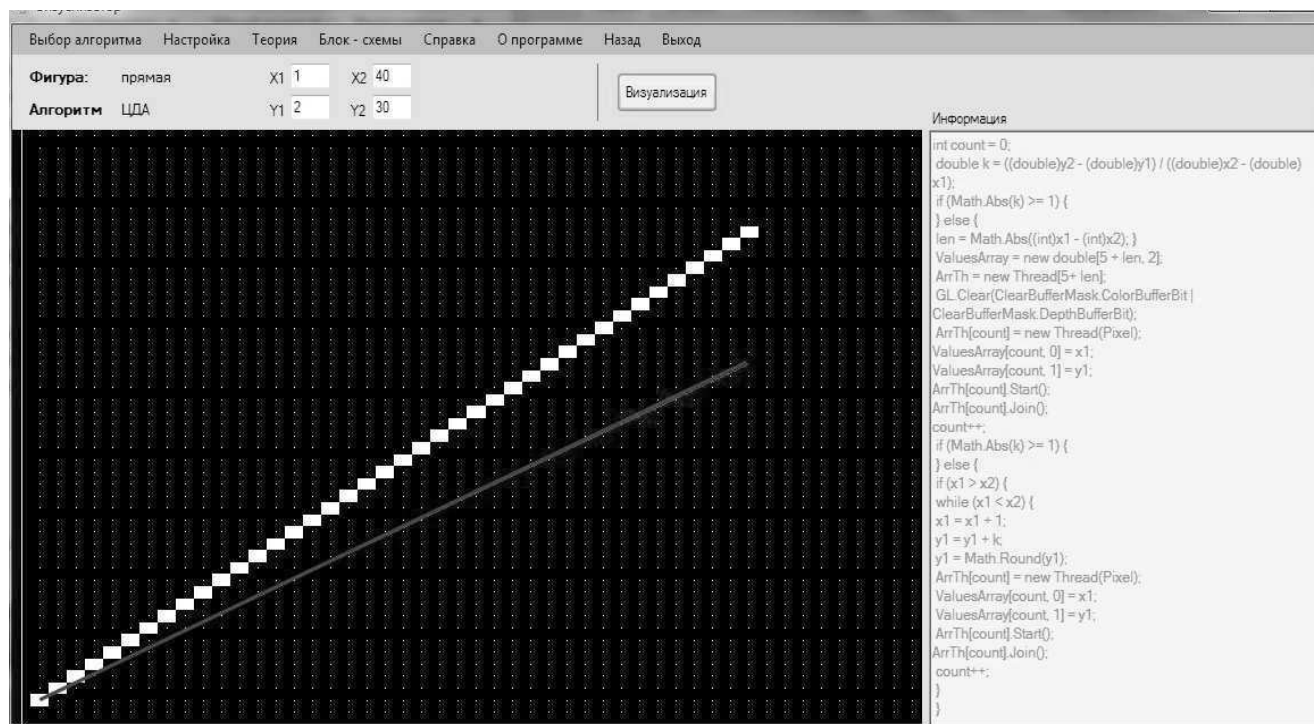 Выбор алгоритма Настройка Теория Блок - схемы Справка О программе Назад Выход
Фигура: прямая X1 1 X2 40
Алгоритм ЦДА Y1 2 Y2 30
Визуализация
Информация
int count = 0;
double k = ((double)y2 - (double)y1) / ((double)x2 - (double)
x1);
if (Math.Abs(k) >= 1) {
} else {
len = Math.Abs((int)x1 - (int)x2); }
ValuesArray = new double[5 + len, 2];
ArrTh = new Thread[5+ len];
GL.Clear(ClearBufferMask.ColorBufferBit |
ClearBufferMask.DepthBufferBit);
ArrTh[count] = new Thread(Pixel);
ValuesArray[count, 0] = x1;
ValuesArray[count, 1] = y1;
ArrTh[count].Start();
ArrTh[count].Join();
count++;
if (Math.Abs(k) >= 1) {
} else {
if (x1 > x2) {
while (x1 < x2) {
x1 = x1 + 1;
y1 = y1 + k;
y1 = Math.Round(y1);
ArrTh[count] = new Thread(Pixel);
ValuesArray[count, 0] = x1;
ValuesArray[count, 1] = y1;
ArrTh[count].Start();
ArrTh[count].Join();
count++;
}
}